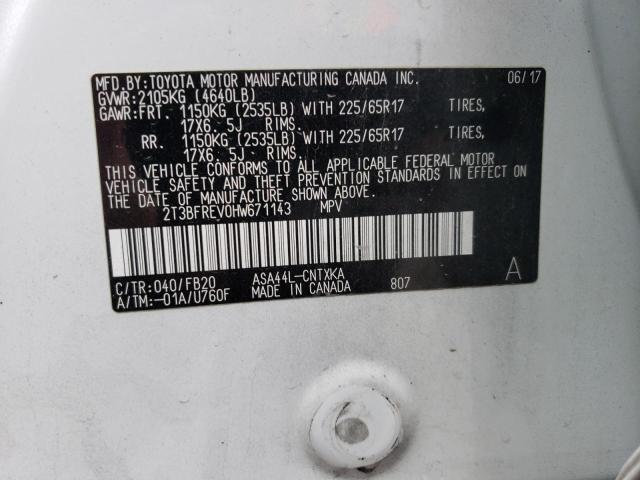 MFD.BY:TOYOTA MOTOR MANUFACTURING CANADA INC. 06/17
GVWR:2105KG (4640LB)
GAWR:FRT. 1150KG (2535LB) WITH 225/65R17 TIRES,
17X6. 5J RIMS.
RR. 1150KG (2535LB) WITH 225/65R17 TIRES,
17X6. 5J RIMS.
THIS VEHICLE CONFORMS TO ALL APPLICABLE FEDERAL MOTOR
VEHICLE SAFETY AND THEFT PREVENTION STANDARDS IN EFFECT ON
THE DATE OF MANUFACTURE SHOWN ABOVE.
2T3BFREV0HW671143 MPV
C/TR:040/FB20 ASA44L-CNTXKA A
A/TM:-01A/U760F MADE IN CANADA 807